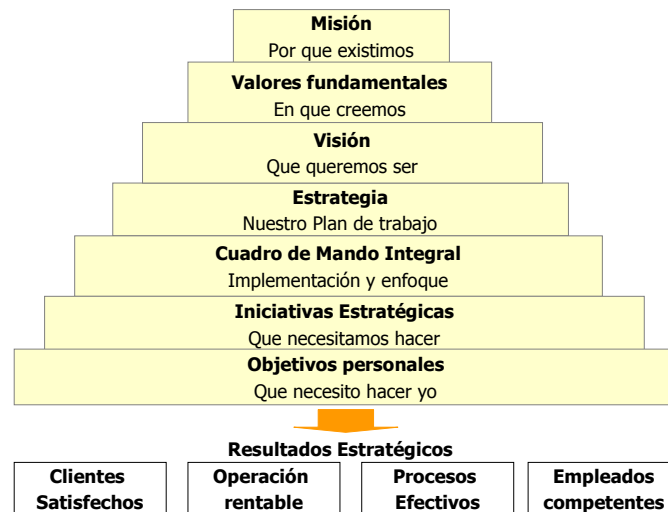 Misión
Por que existimos
Valores fundamentales
En que creemos
Visión
Que queremos ser
Estrategia
Nuestro Plan de trabajo
Cuadro de Mando Integral
Implementación y enfoque
Iniciativas Estratégicas
Que necesitamos hacer
Objetivos personales
Que necesito hacer yo
Resultados Estratégicos
Clientes
Satisfechos
Operación
rentable
Procesos
Efectivos
Empleados
competentes